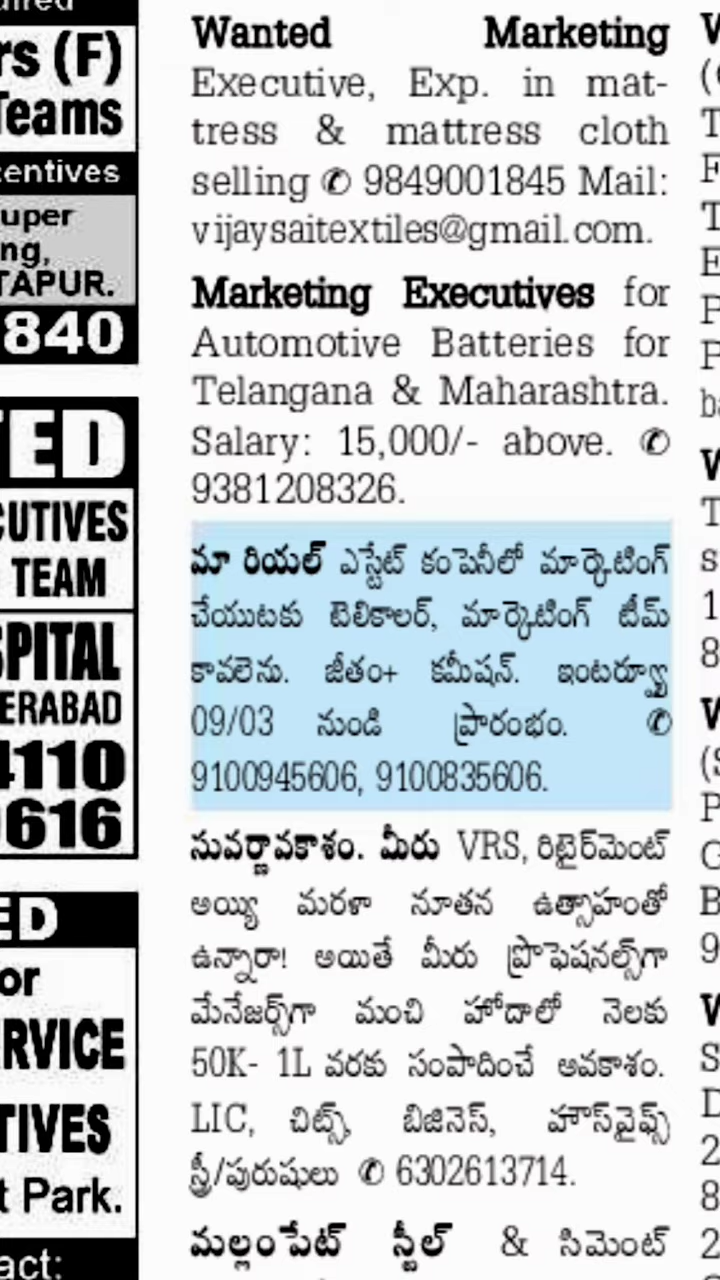 rs (F)
Teams
centives
uper
ng,
TAPUR.
840
TED
CUTIVES
TEAM
SPITAL
ERABAD
4110
0616
ED
or
RVICE
TIVES
t Park.
act:
Wanted Marketing
Executive, Exp. in mat-
tress & mattress cloth
selling ✆ 9849001845 Mail:
vijaysaitextiles@gmail.com.
Marketing Executives for
Automotive Batteries for
Telangana & Maharashtra.
Salary: 15,000/- above. ✆
9381208326.
మా రియల్ ఎస్టేట్ కంపెనీలో మార్కెటింగ్
చేయుటకు టెలికాలర్, మార్కెటింగ్ టీమ్
కావలెను. జీతం+ కమీషన్. ఇంటర్వ్యూ
09/03 నుండి ప్రారంభం. ✆
9100945606, 9100835606.
సువర్ణావకాశం. మీరు VRS, రిటైర్‌మెంట్
అయ్యి మరళా నూతన ఉత్సాహంతో
ఉన్నారా! అయితే మీరు ప్రొఫెషనల్స్‌గా
మేనేజర్స్‌గా మంచి హోదాలో నెలకు
50K- 1L వరకు సంపాదించే అవకాశం.
LIC, చిట్స్, బిజినెస్, హౌస్‌వైఫ్స్
స్త్రీ/పురుషులు ✆ 6302613714.
మల్లంపేట్ స్టీల్ & సిమెంట్